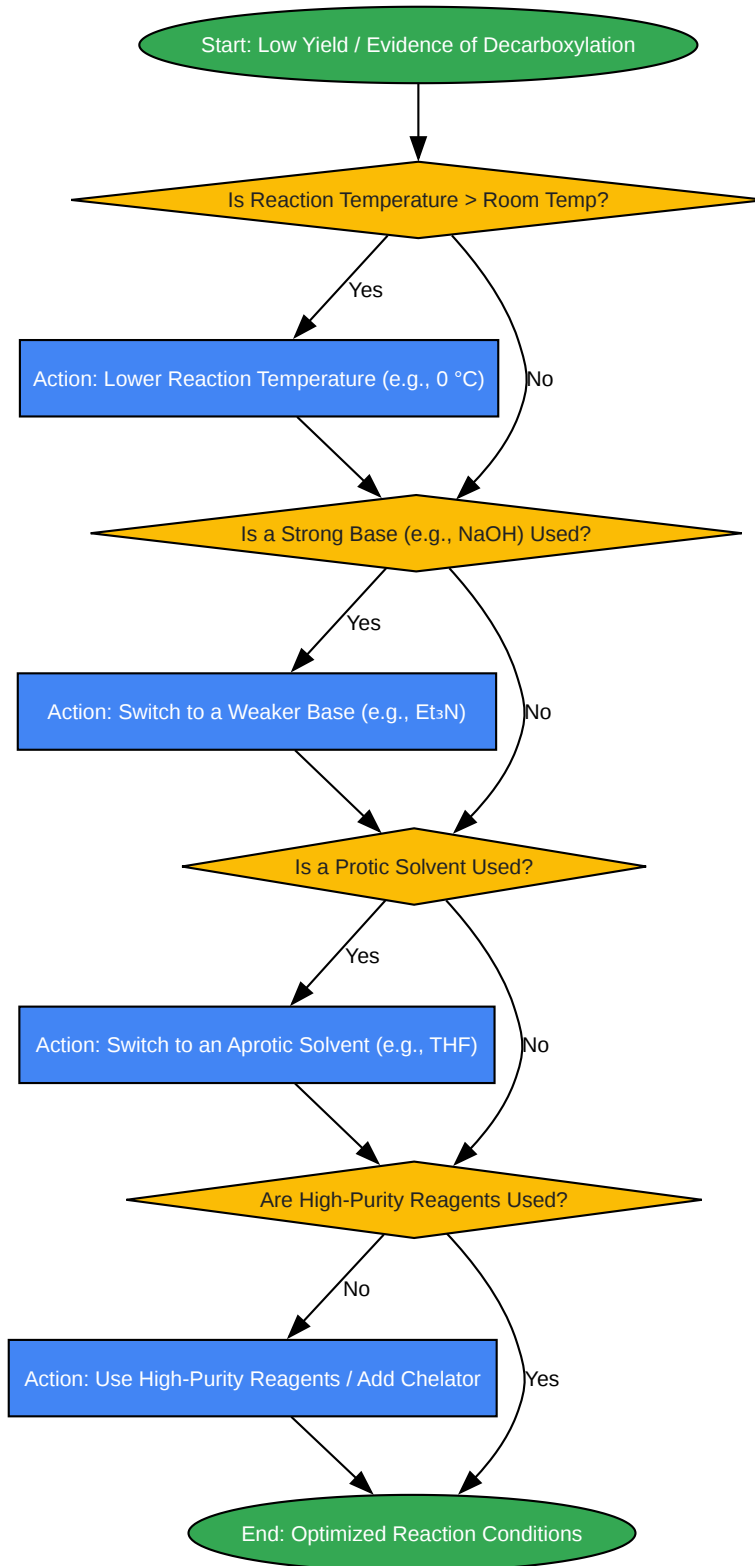 Start: Low Yield / Evidence of Decarboxylation
Is Reaction Temperature > Room Temp?
Yes
Action: Lower Reaction Temperature (e.g., 0 °C)
No
Is a Strong Base (e.g., NaOH) Used?
Yes
Action: Switch to a Weaker Base (e.g., Et₃N)
No
Is a Protic Solvent Used?
Yes
Action: Switch to an Aprotic Solvent (e.g., THF)
No
Are High-Purity Reagents Used?
No
Action: Use High-Purity Reagents / Add Chelator
Yes
End: Optimized Reaction Conditions